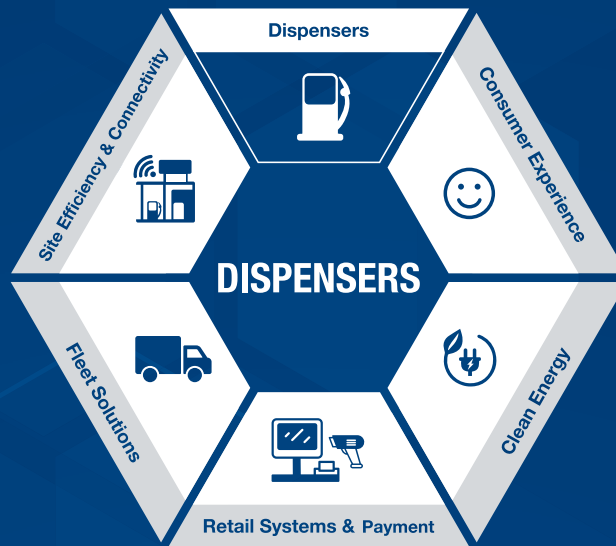 Dispensers
Site Efficiency & Connectivity
Consumer Experience
DISPENSERS
Fleet Solutions
Clean Energy
Retail Systems & Payment